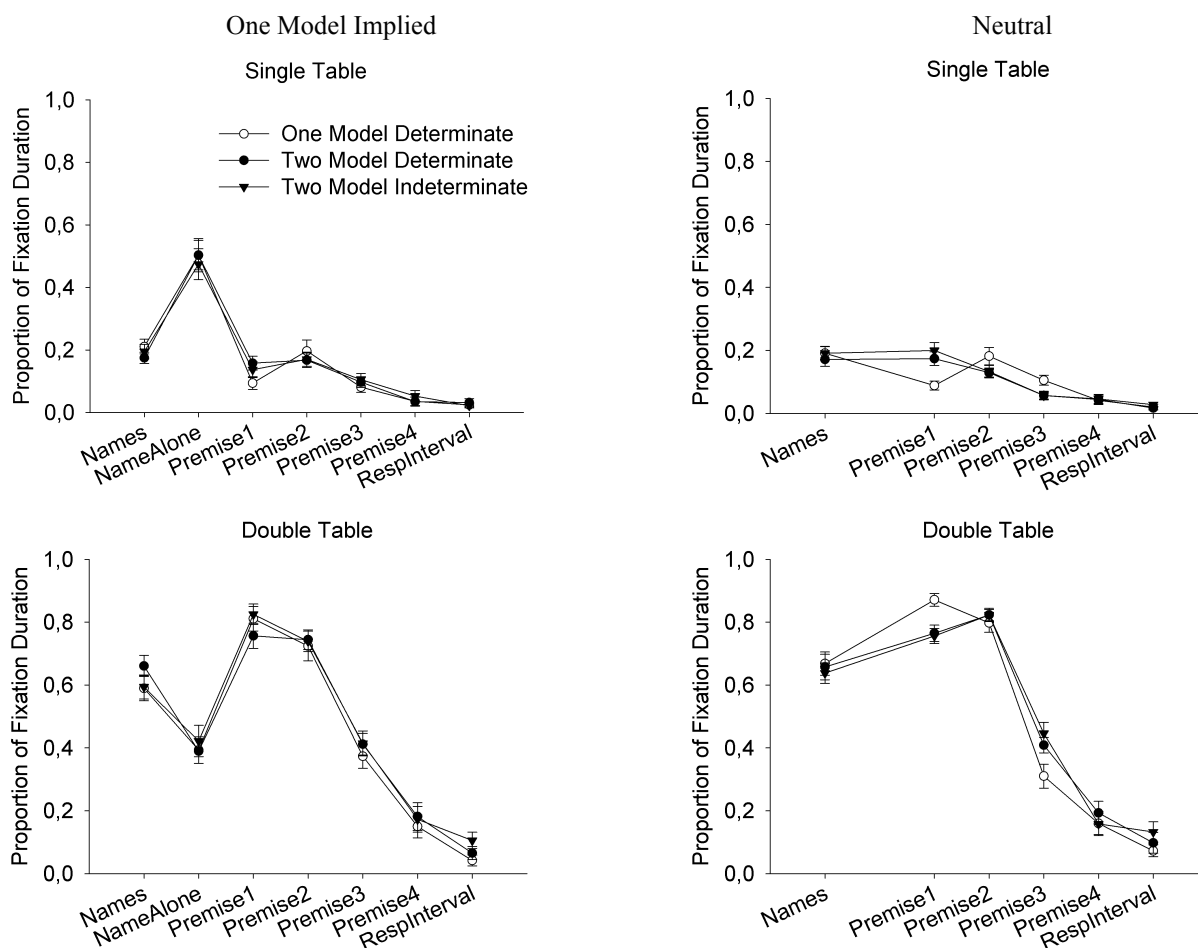 One Model Implied
Neutral
Single Table
Single Table
One Model Determinate
Two Model Determinate
Two Model Indeterminate
Proportion of Fixation Duration
1,0
0,8
0,6
0,4
0,2
0,0
Names
NameAlone
Premise1
Premise2
Premise3
Premise4
RespInterval
Proportion of Fixation Duration
1,0
0,8
0,6
0,4
0,2
0,0
Names
Premise1
Premise2
Premise3
Premise4
RespInterval
Double Table
Double Table
Proportion of Fixation Duration
1,0
0,8
0,6
0,4
0,2
0,0
Names
NameAlone
Premise1
Premise2
Premise3
Premise4
RespInterval
Proportion of Fixation Duration
1,0
0,8
0,6
0,4
0,2
0,0
Names
Premise1
Premise2
Premise3
Premise4
RespInterval